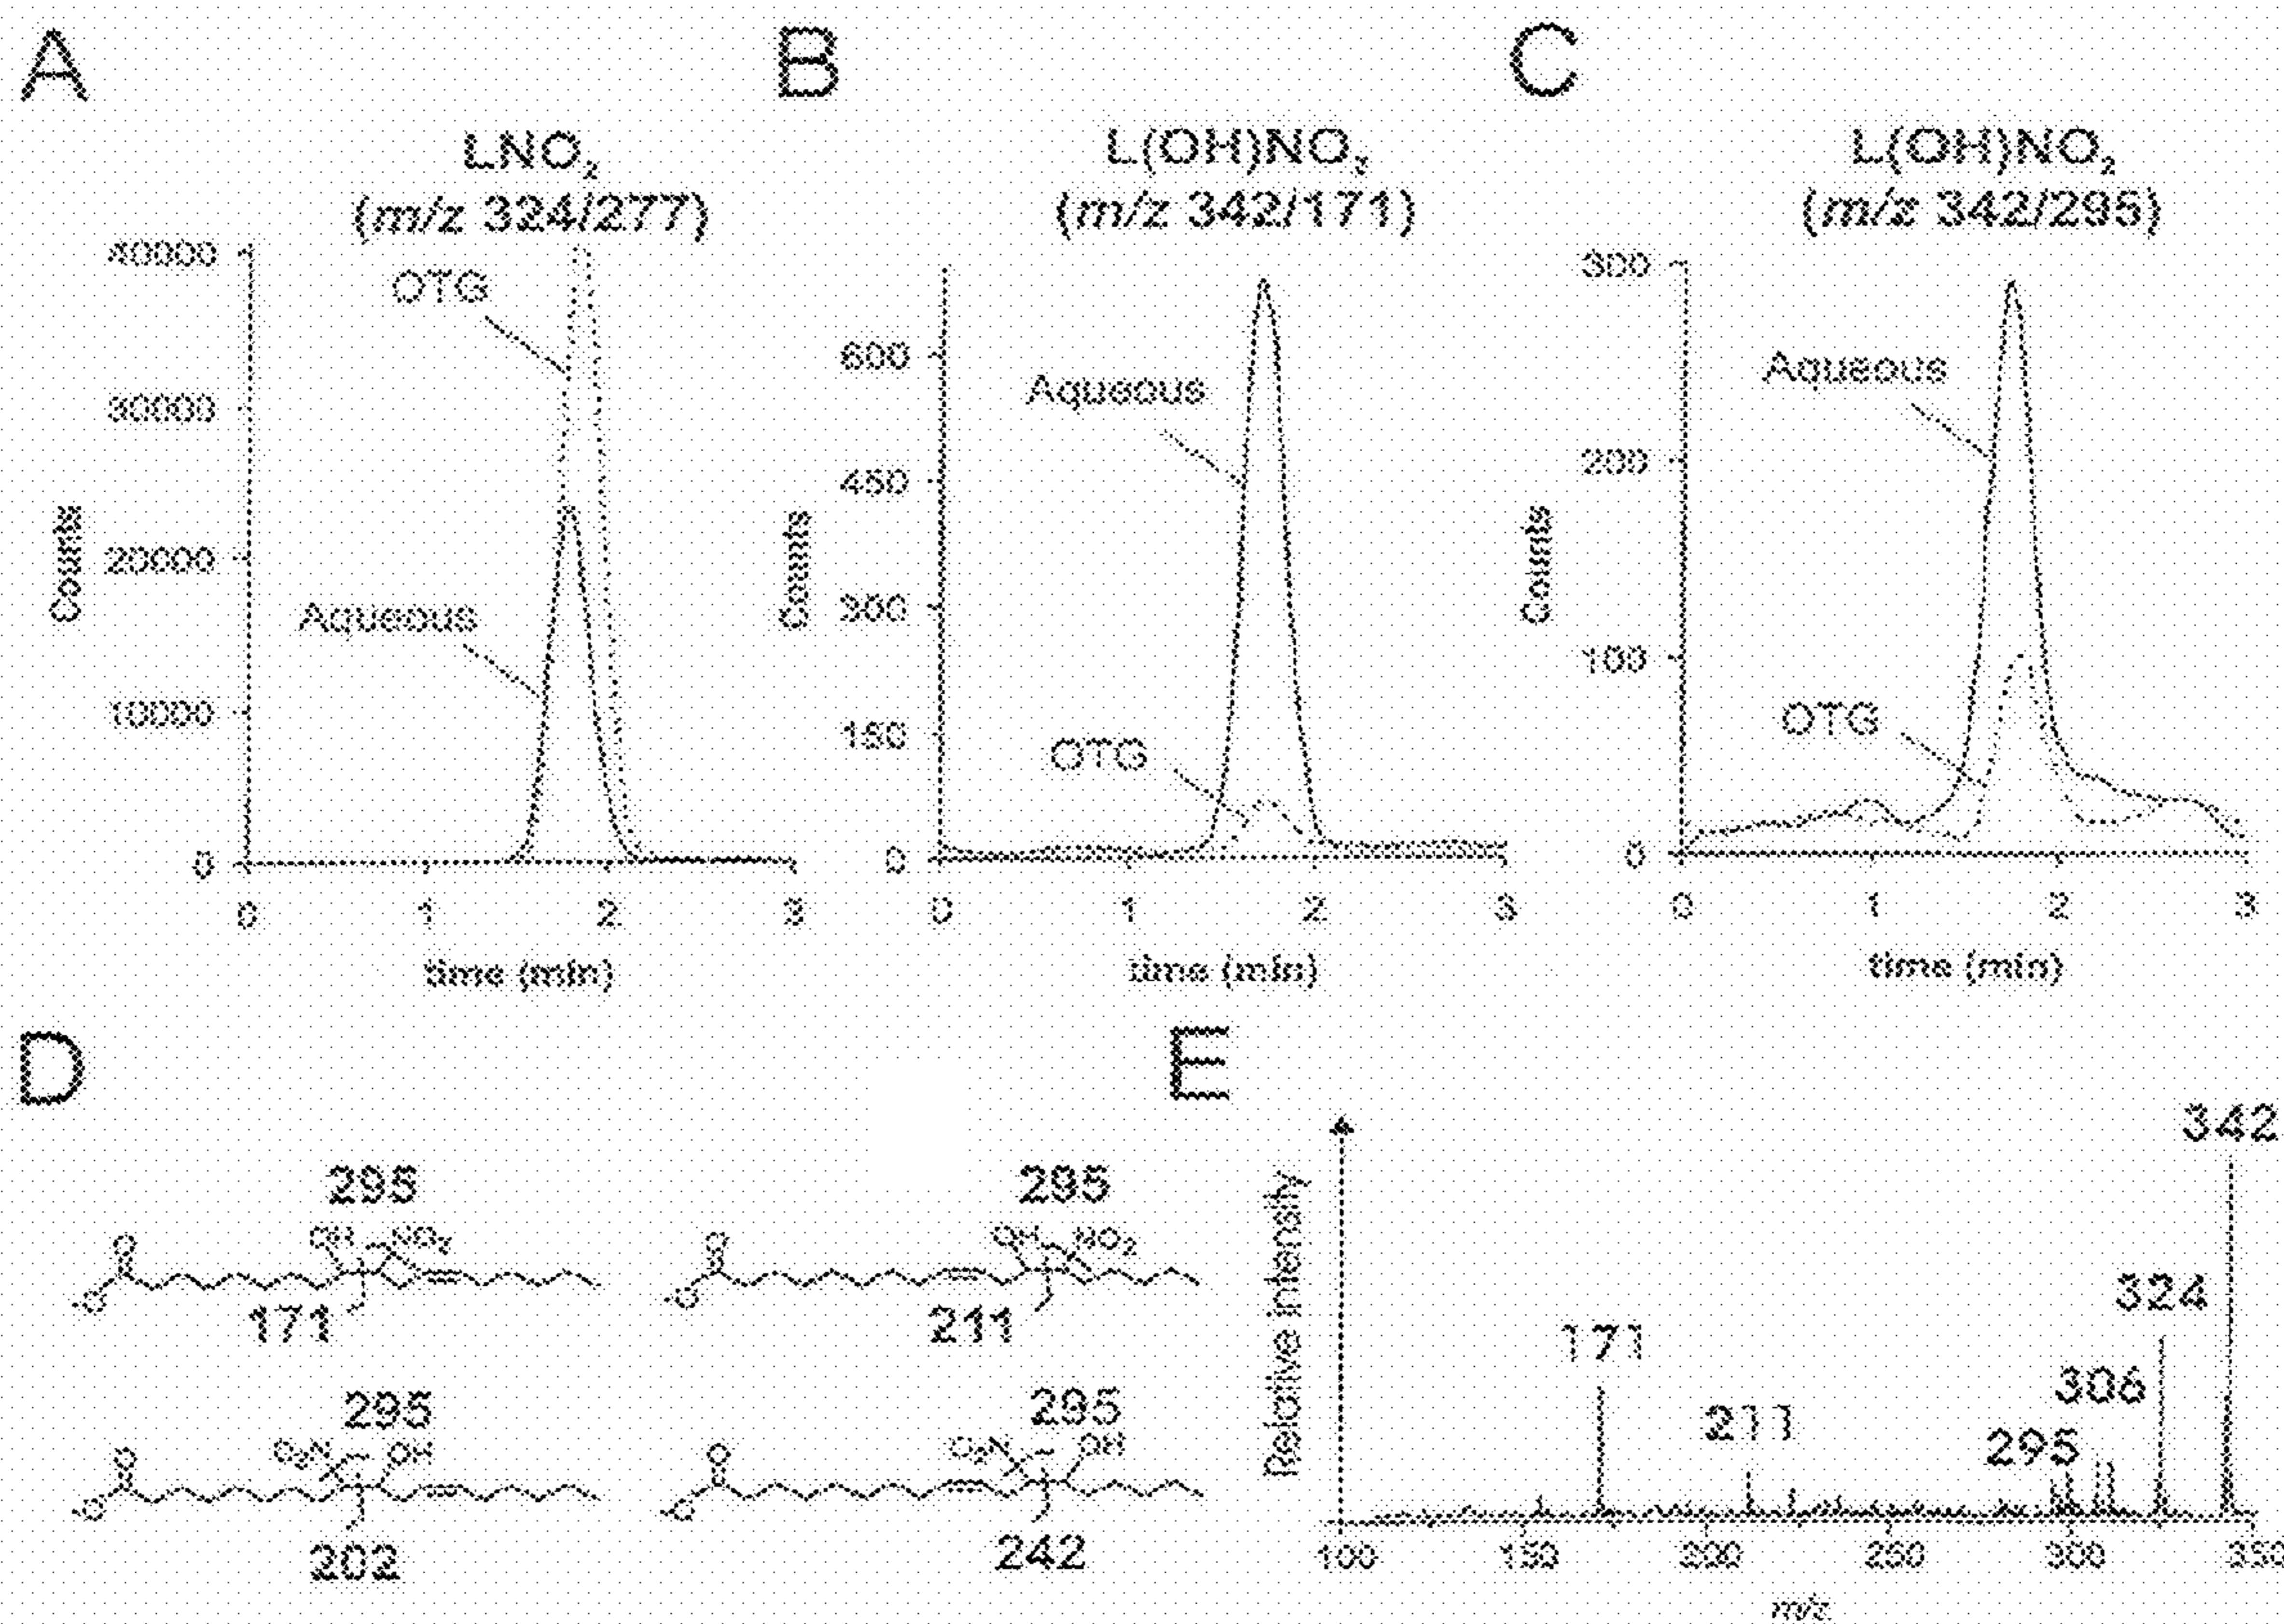 A
B
C
LNO2
(m/z 324/277)
L(OH)NO2
(m/z 342/171)
L(OH)NO2
(m/z 342/295)
40000
30000
20000
10000
0
Counts
OTG
Aqueous
0 1 2 3
time (min)
600
450
300
150
0
Counts
Aqueous
OTG
0 1 2 3
time (min)
300
200
100
0
Counts
Aqueous
OTG
0 1 2 3
time (min)
D
295
OH NO2
O
-O
171
295
OH NO2
O
-O
211
295
O2N OH
O
-O
202
295
O2N OH
O
-O
242
E
Relative Intensity
171
211
295
306
324
342
100 150 200 250 300 350
m/z